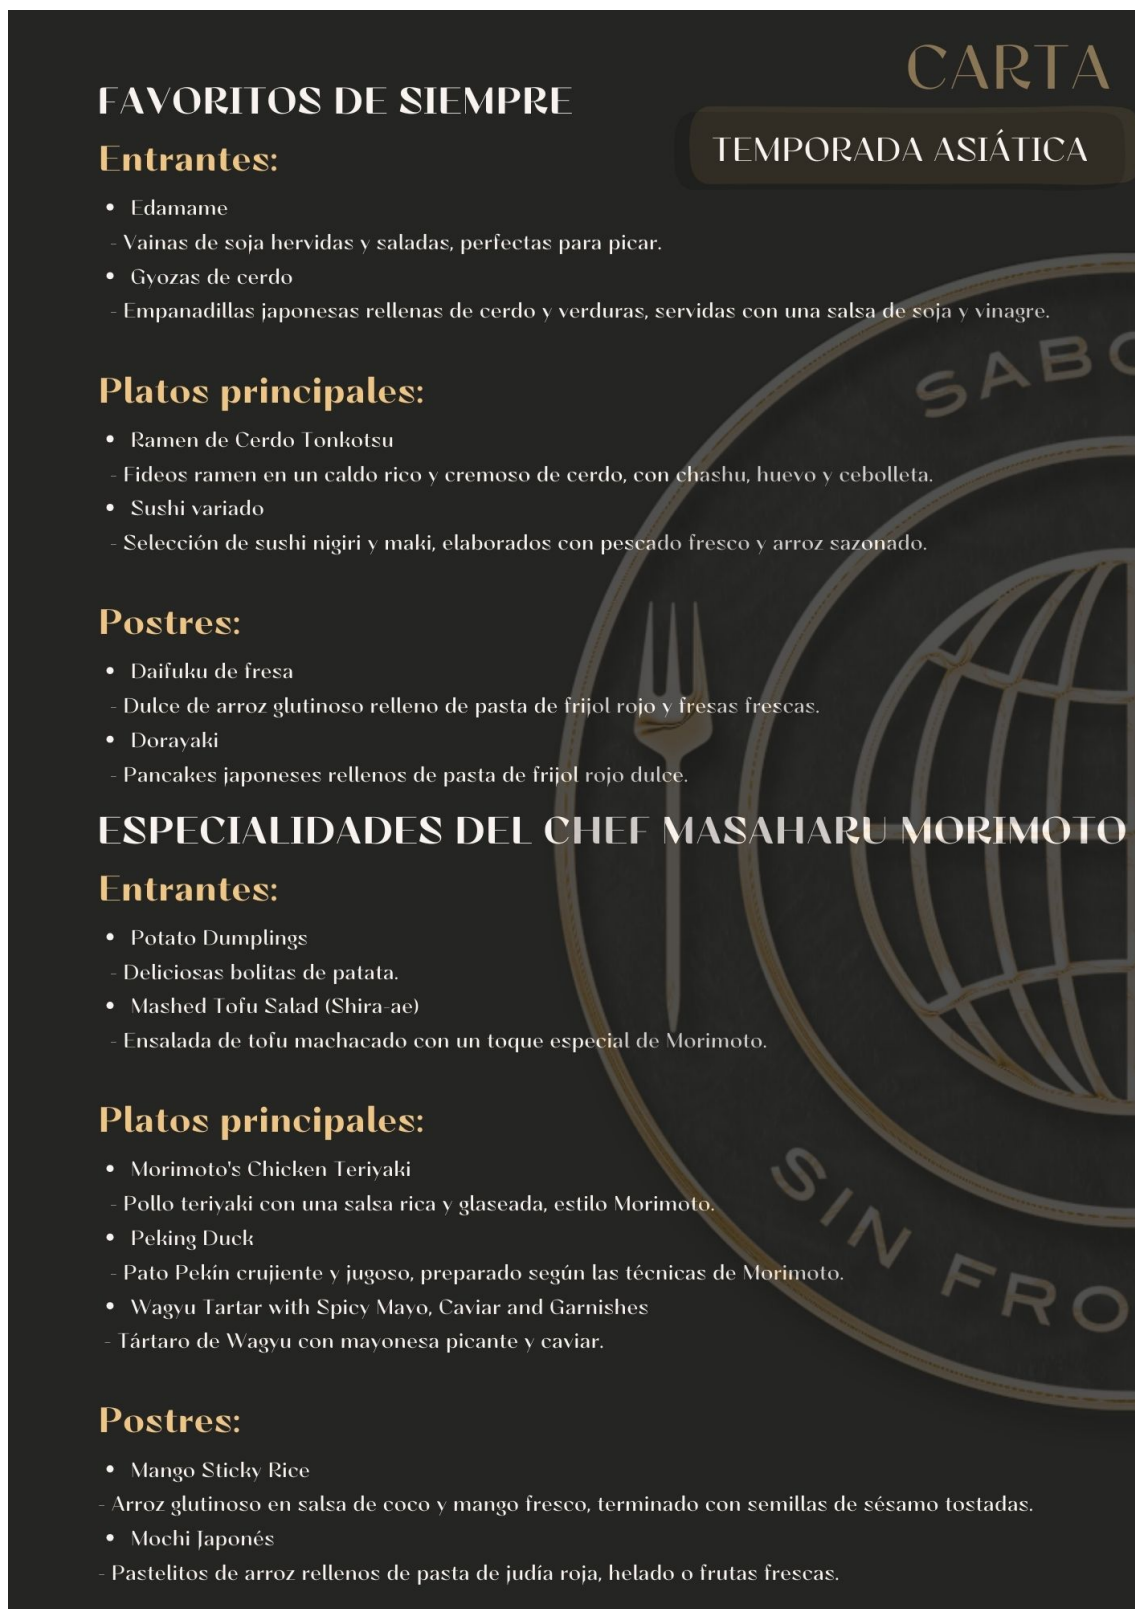 CARTA
TEMPORADA ASIÁTICA
FAVORITOS DE SIEMPRE
Entrantes:
• Edamame
- Vainas de soja hervidas y saladas, perfectas para picar.
• Gyozas de cerdo
- Empanadillas japonesas rellenas de cerdo y verduras, servidas con una salsa de soja y vinagre.
Platos principales:
• Ramen de Cerdo Tonkotsu
- Fideos ramen en un caldo rico y cremoso de cerdo, con chashu, huevo y cebolleta.
• Sushi variado
- Selección de sushi nigiri y maki, elaborados con pescado fresco y arroz sazonado.
Postres:
• Daifuku de fresa
- Dulce de arroz glutinoso relleno de pasta de frijol rojo y fresas frescas.
• Dorayaki
- Pancakes japoneses rellenos de pasta de frijol rojo dulce.
ESPECIALIDADES DEL CHEF MASAHARU MORIMOTO
Entrantes:
• Potato Dumplings
- Deliciosas bolitas de patata.
• Mashed Tofu Salad (Shira-ae)
- Ensalada de tofu machacado con un toque especial de Morimoto.
Platos principales:
• Morimoto's Chicken Teriyaki
- Pollo teriyaki con una salsa rica y glaseada, estilo Morimoto.
• Peking Duck
- Pato Pekín crujiente y jugoso, preparado según las técnicas de Morimoto.
• Wagyu Tartar with Spicy Mayo, Caviar and Garnishes
- Tártaro de Wagyu con mayonesa picante y caviar.
Postres:
• Mango Sticky Rice
- Arroz glutinoso en salsa de coco y mango fresco, terminado con semillas de sésamo tostadas.
• Mochi Japonés
- Pastelitos de arroz rellenos de pasta de judía roja, helado o frutas frescas.
SABO
SIN FRO